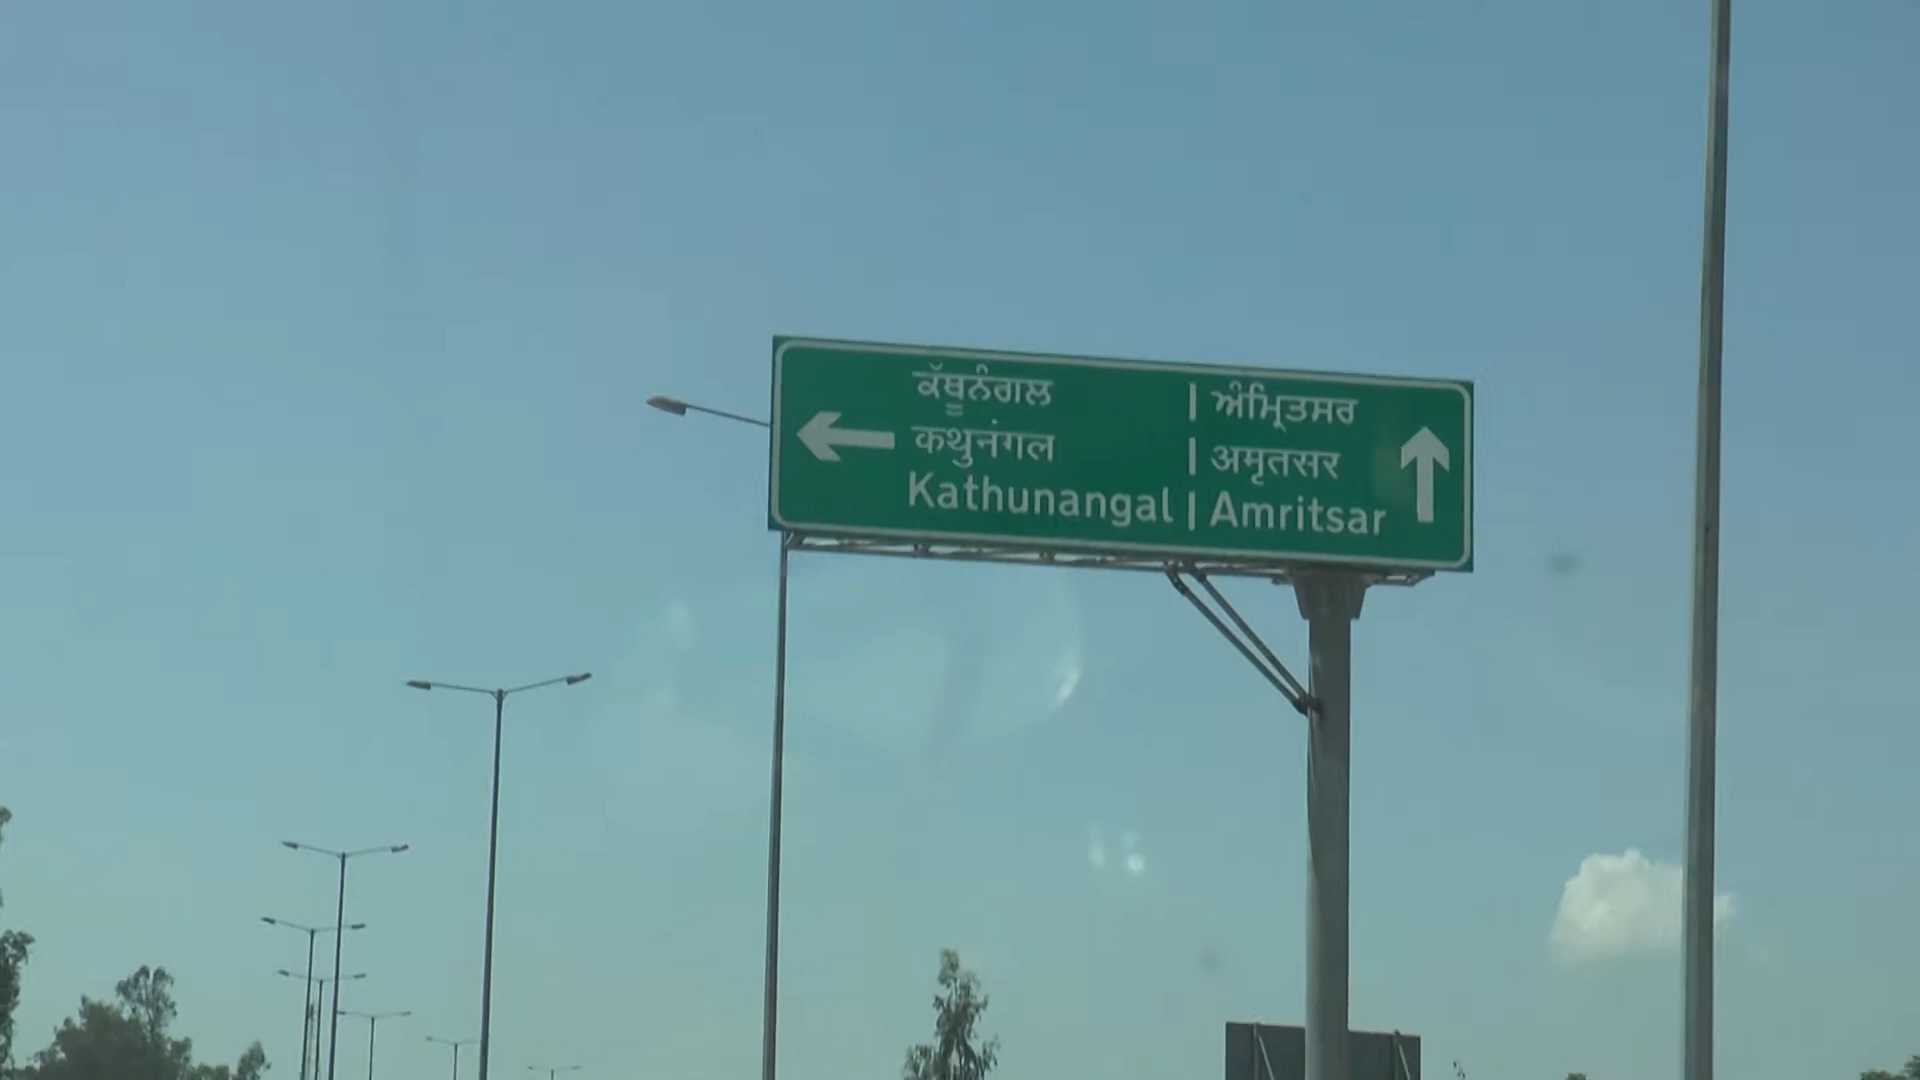 ਕੱਥੂਨੰਗਲ | ਅੰਮ੍ਰਿਤਸਰ
कथुनंगल | अमृतसर
Kathunangal | Amritsar